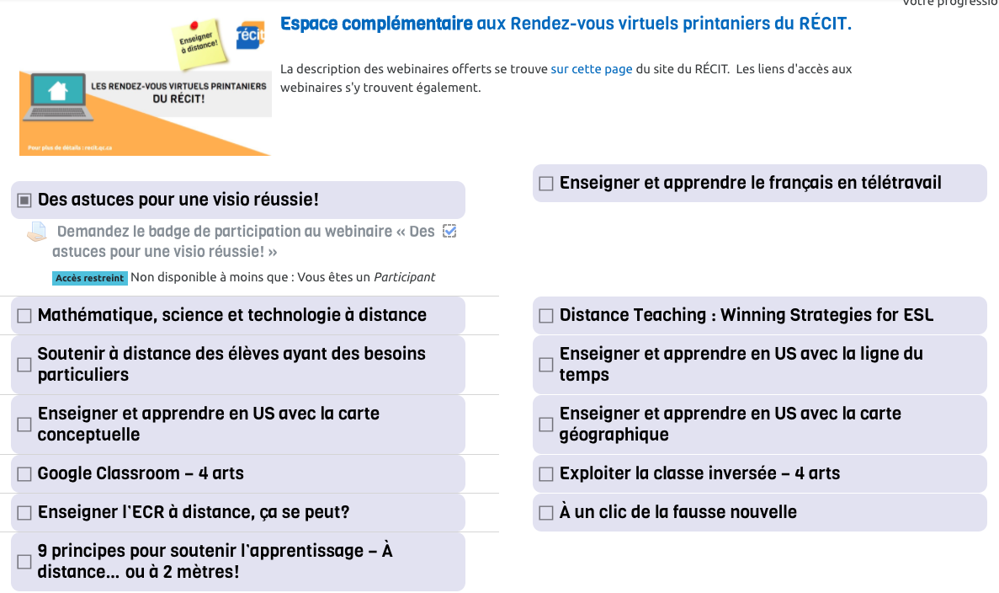 Votre progressio
Enseigner
à distance!
récit
LES RENDEZ-VOUS VIRTUELS PRINTANIERS
DU RÉCIT!
Pour plus de détails : recit.qc.ca
Espace complémentaire aux Rendez-vous virtuels printaniers du RÉCIT.
La description des webinaires offerts se trouve sur cette page du site du RÉCIT. Les liens d'accès aux
webinaires s'y trouvent également.
Des astuces pour une visio réussie!
Demandez le badge de participation au webinaire « Des
astuces pour une visio réussie! »
Accès restreint Non disponible à moins que : Vous êtes un Participant
Enseigner et apprendre le français en télétravail
Mathématique, science et technologie à distance
Distance Teaching : Winning Strategies for ESL
Soutenir à distance des élèves ayant des besoins
particuliers
Enseigner et apprendre en US avec la ligne du
temps
Enseigner et apprendre en US avec la carte
conceptuelle
Enseigner et apprendre en US avec la carte
géographique
Google Classroom – 4 arts
Exploiter la classe inversée – 4 arts
Enseigner l'ECR à distance, ça se peut?
À un clic de la fausse nouvelle
9 principes pour soutenir l'apprentissage – À
distance... ou à 2 mètres!